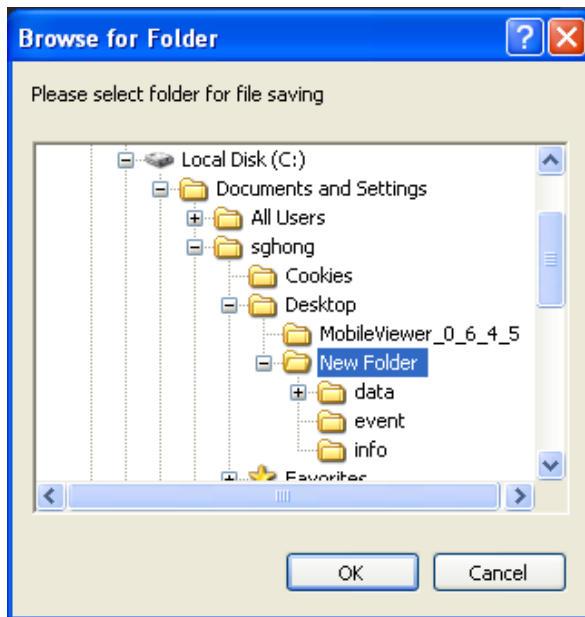 Browse for Folder
Please select folder for file saving
Local Disk (C:)
Documents and Settings
All Users
sghong
Cookies
Desktop
MobileViewer_0_6_4_5
New Folder
data
event
info
Favorites
OK Cancel